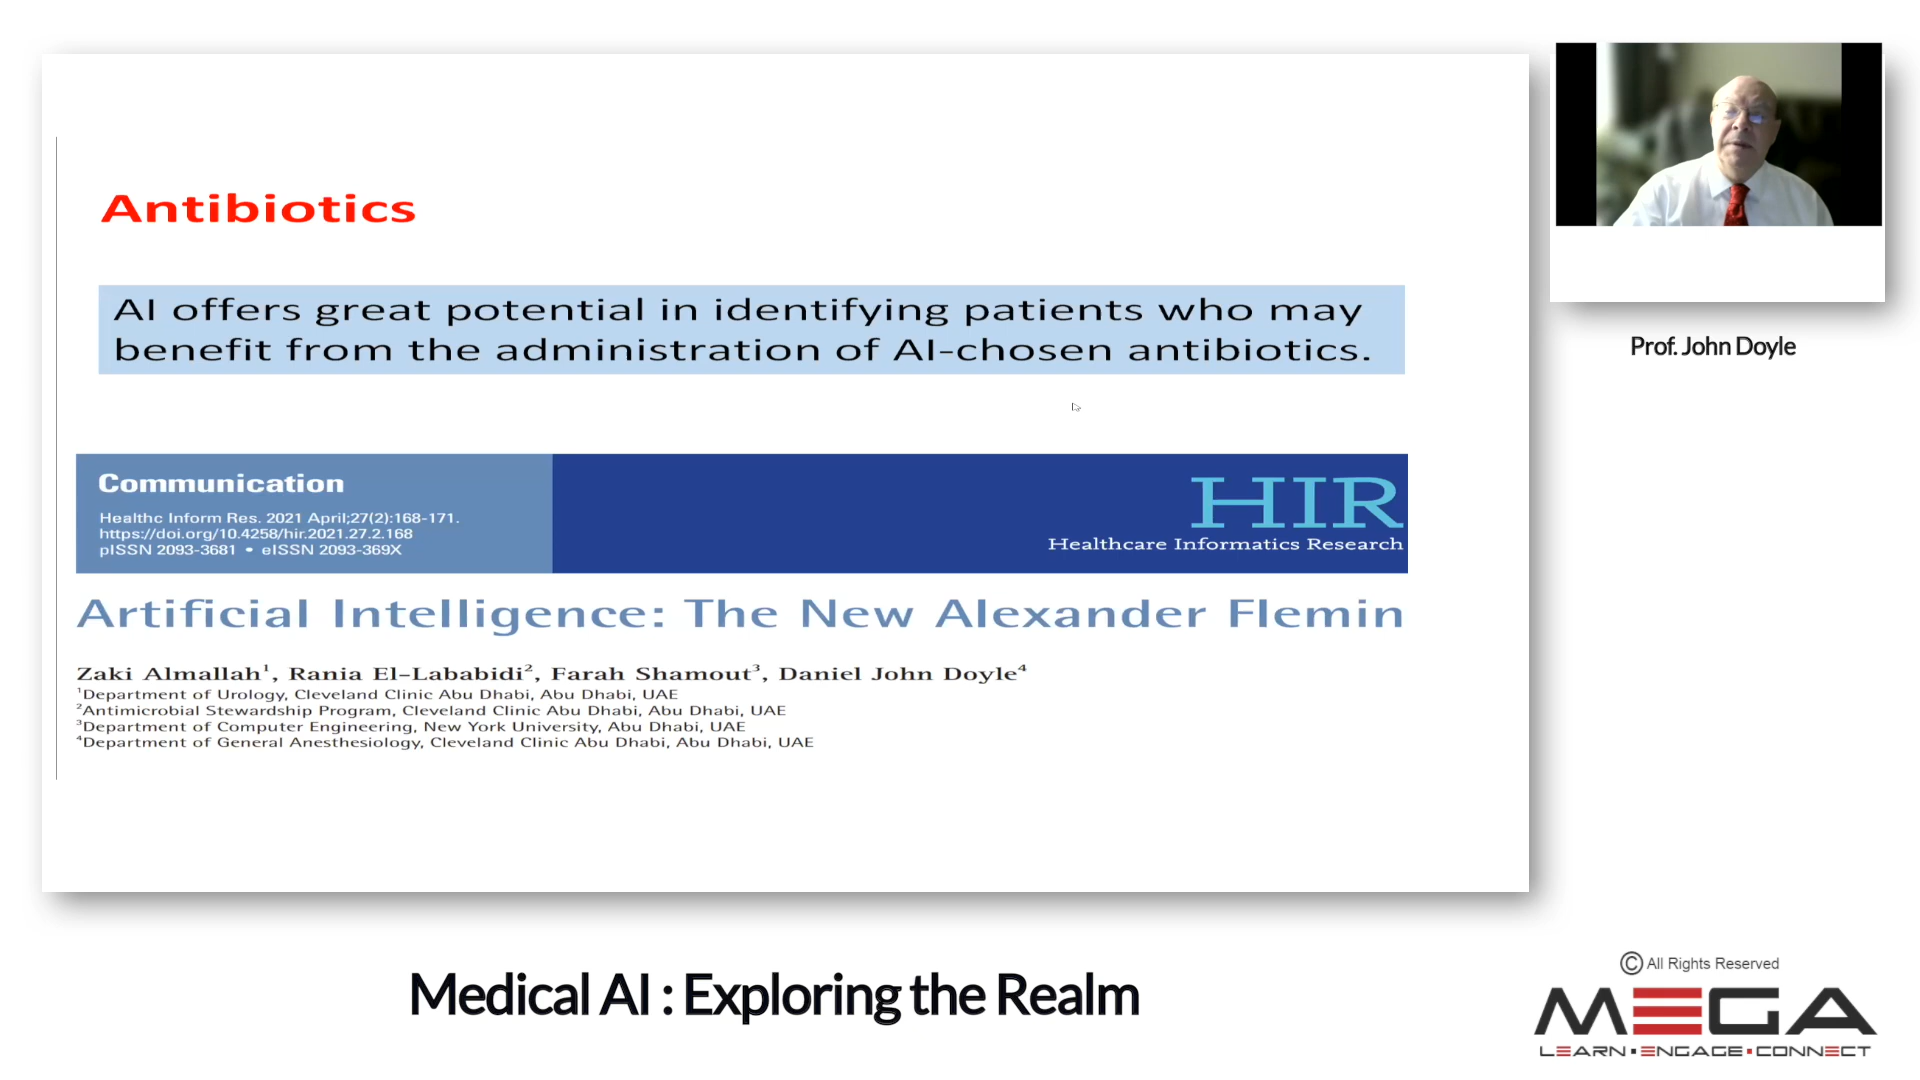 Antibiotics
AI offers great potential in identifying patients who may
benefit from the administration of AI-chosen antibiotics.
Communication
Healthc Inform Res. 2021 April;27(2):168-171.
https://doi.org/10.4258/hir.2021.27.2.168
pISSN 2093-3681 • eISSN 2093-369X
HIR
Healthcare Informatics Research
Artificial Intelligence: The New Alexander Flemin
Zaki Almallah¹, Rania El-Lababidi², Farah Shamout³, Daniel John Doyle⁴
¹Department of Urology, Cleveland Clinic Abu Dhabi, Abu Dhabi, UAE
²Antimicrobial Stewardship Program, Cleveland Clinic Abu Dhabi, Abu Dhabi, UAE
³Department of Computer Engineering, New York University, Abu Dhabi, UAE
⁴Department of General Anesthesiology, Cleveland Clinic Abu Dhabi, Abu Dhabi, UAE
Prof. John Doyle
Medical AI : Exploring the Realm
© All Rights Reserved
MEGA
LEARN•ENGAGE•CONNECT